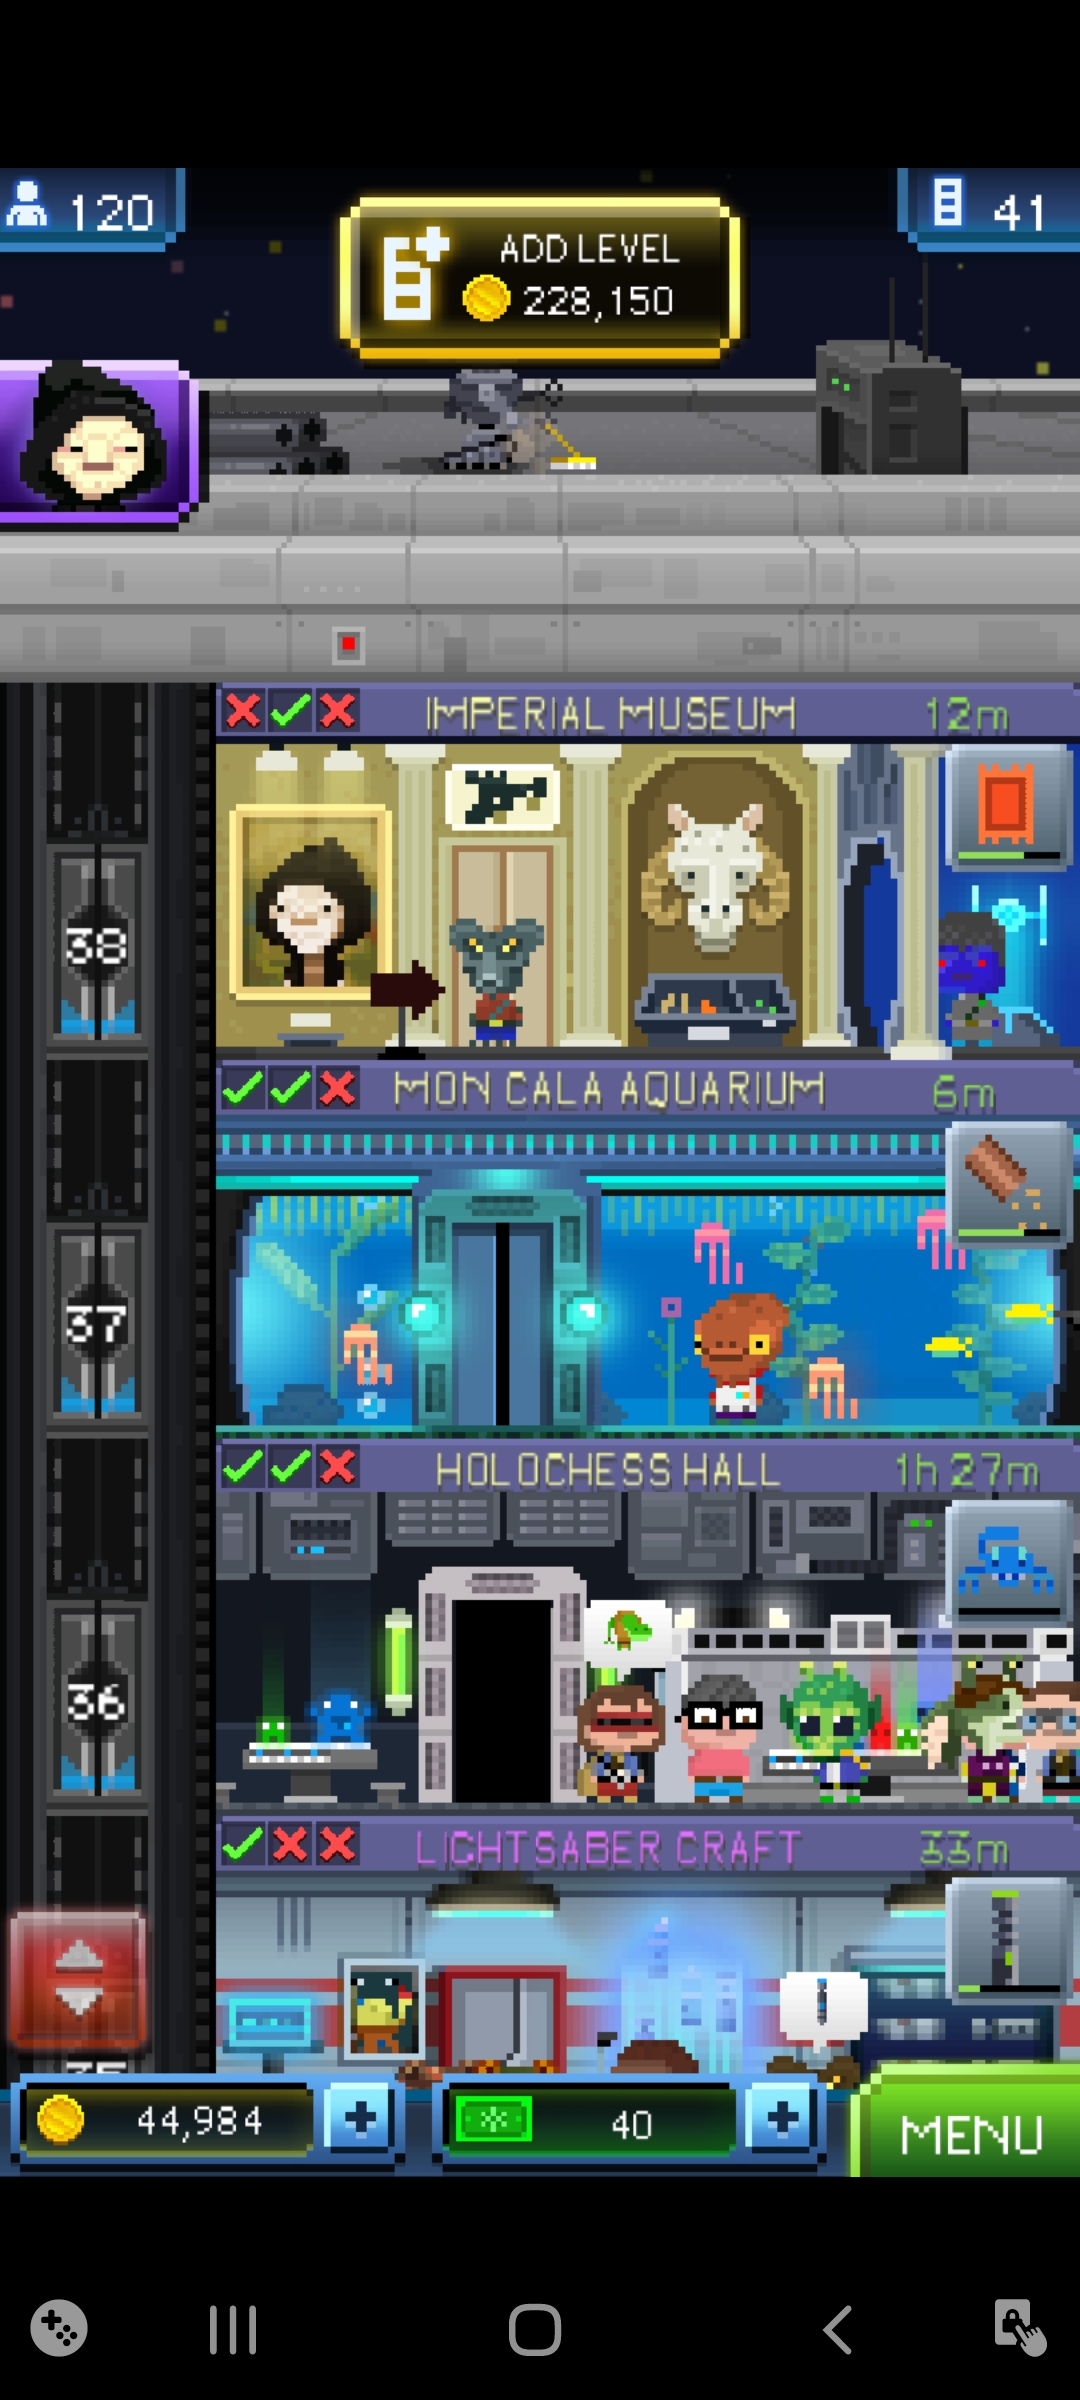 120
ADD LEVEL
228,150
41
IMPERIAL MUSEUM 12m
38
MON CALA AQUARIUM 6m
37
HOLOCHESS HALL 1h 27m
36
LIGHTSABER CRAFT 33m
44,984
40
MENU